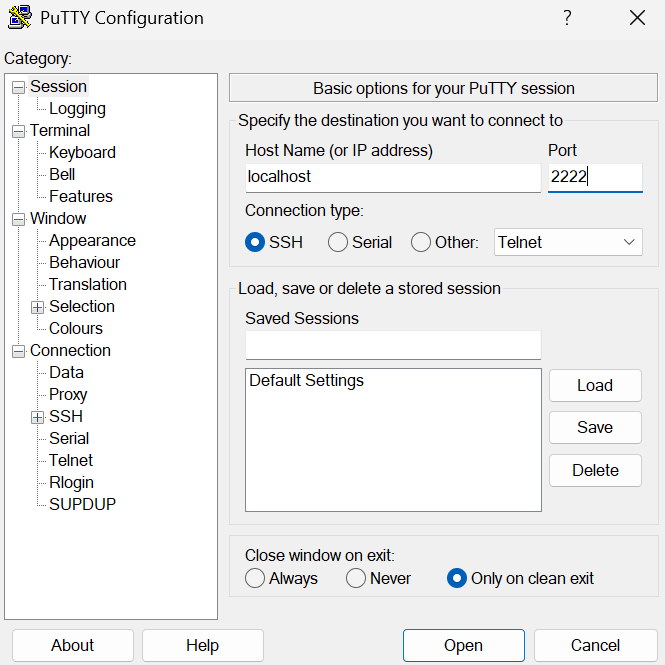 PuTTY Configuration
?
Category:
Session
Logging
Terminal
Keyboard
Bell
Features
Window
Appearance
Behaviour
Translation
Selection
Colours
Connection
Data
Proxy
SSH
Serial
Telnet
Rlogin
SUPDUP
Basic options for your PuTTY session
Specify the destination you want to connect to
Host Name (or IP address) Port
localhost 2222
Connection type:
SSH Serial Other: Telnet
Load, save or delete a stored session
Saved Sessions
Default Settings
Load
Save
Delete
Close window on exit:
Always Never Only on clean exit
About Help Open Cancel